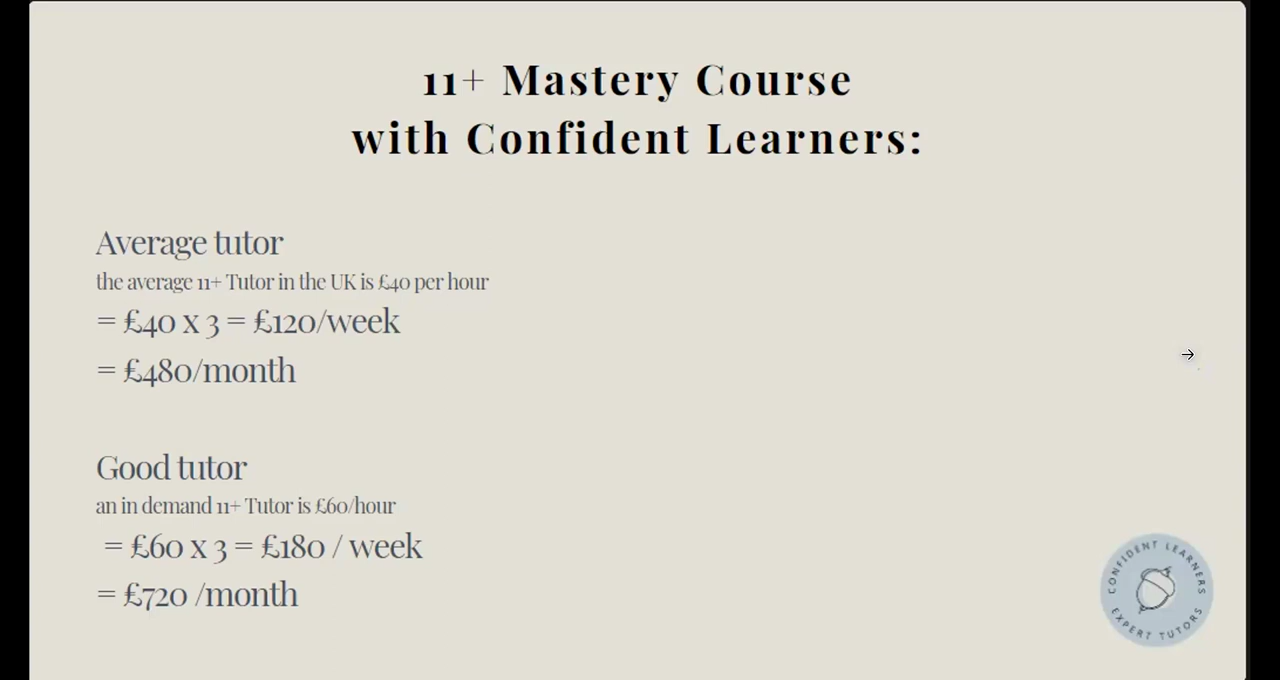 11+ Mastery Course
with Confident Learners:
Average tutor
the average 11+ Tutor in the UK is £40 per hour
= £40 x 3 = £120/week
= £480/month
Good tutor
an in demand 11+ Tutor is £60/hour
= £60 x 3 = £180 / week
= £720 /month
CONFIDENT LEARNERS
EXPERT TUTORS